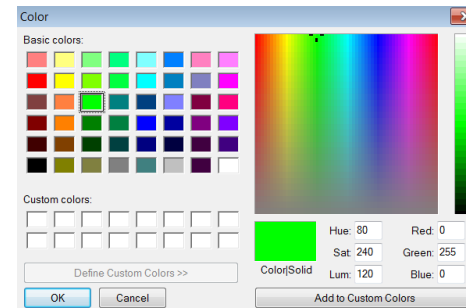 Color
Basic colors:
Custom colors:
Define Custom Colors >>
OK Cancel
Color|Solid
Hue: 80 Red: 0
Sat: 240 Green: 255
Lum: 120 Blue: 0
Add to Custom Colors